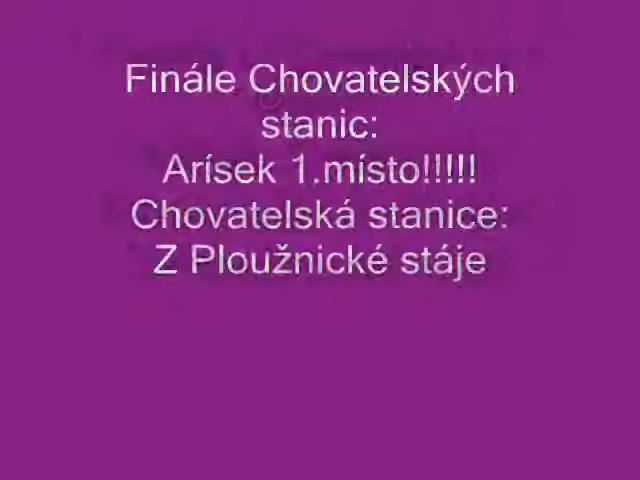 Finále Chovatelských
stanic:
Arísek 1.místo!!!!!
Chovatelská stanice:
Z Ploužnické stáje